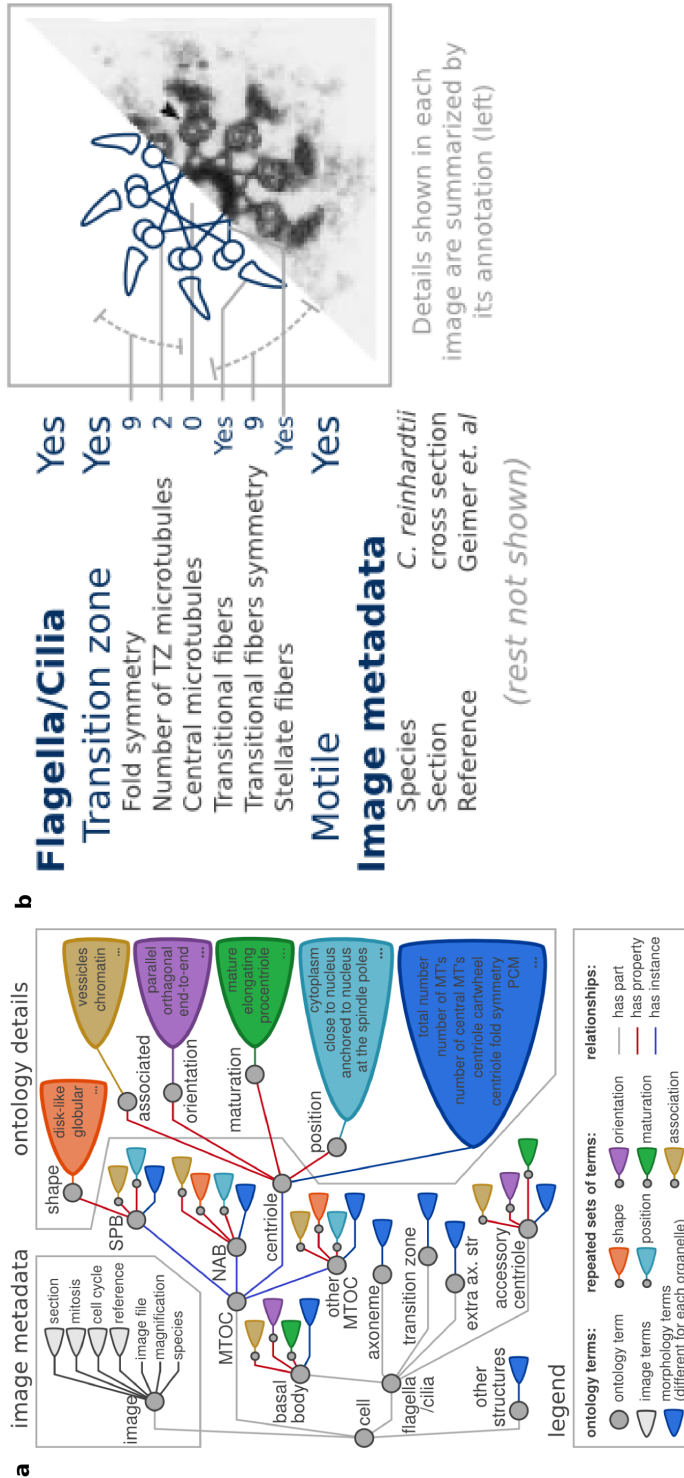 a
image metadata
ontology details
section
mitosis
cell cycle
reference
image file
magnification
species
image
shape
disk-like
globular
...
SPB
associated
vessicles
chromatin
...
orientation
parallel
orthagonal
end-to-end
maturation
mature
elongating
procentriole
...
position
cytoplasm
close to nucleus
anchored to nucleus
at the spindle poles
...
total number
number of MT's
number of central MT's
centriole cartwheel
centriole fold symmetry
PCM
...
NAB
centriole
MTOC
other
MTOC
basal
body
axoneme
transition zone
extra ax. str
accessory
centriole
cell
flagella
/cilia
other
structures
legend
ontology terms:
ontology term
image terms
morphology terms
(different for each organelle)
repeated sets of terms:
shape
position
orientation
maturation
association
relationships:
has part
has property
has instance
b
Flagella/Cilia Yes
Transition zone Yes
Fold symmetry 9
Number of TZ microtubules 2
Central microtubules 0
Transitional fibers Yes
Transitional fibers symmetry 9
Stellate fibers Yes
Motile Yes
Image metadata
Species C. reinhardtii
Section cross section
Reference Geimer et. al
(rest not shown)
Details shown in each
image are summarized by
its annotation (left)